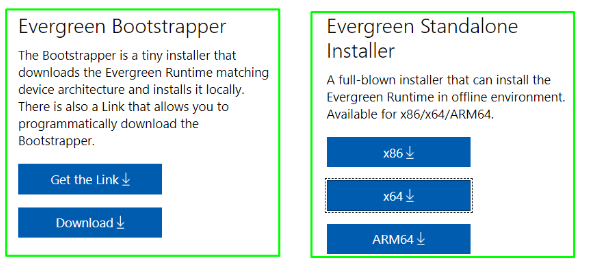 Evergreen Bootstrapper
The Bootstrapper is a tiny installer that
downloads the Evergreen Runtime matching
device architecture and installs it locally.
There is also a Link that allows you to
programmatically download the
Bootstrapper.
Get the Link
Download
Evergreen Standalone
Installer
A full-blown installer that can install the
Evergreen Runtime in offline environment.
Available for x86/x64/ARM64.
x86
x64
ARM64